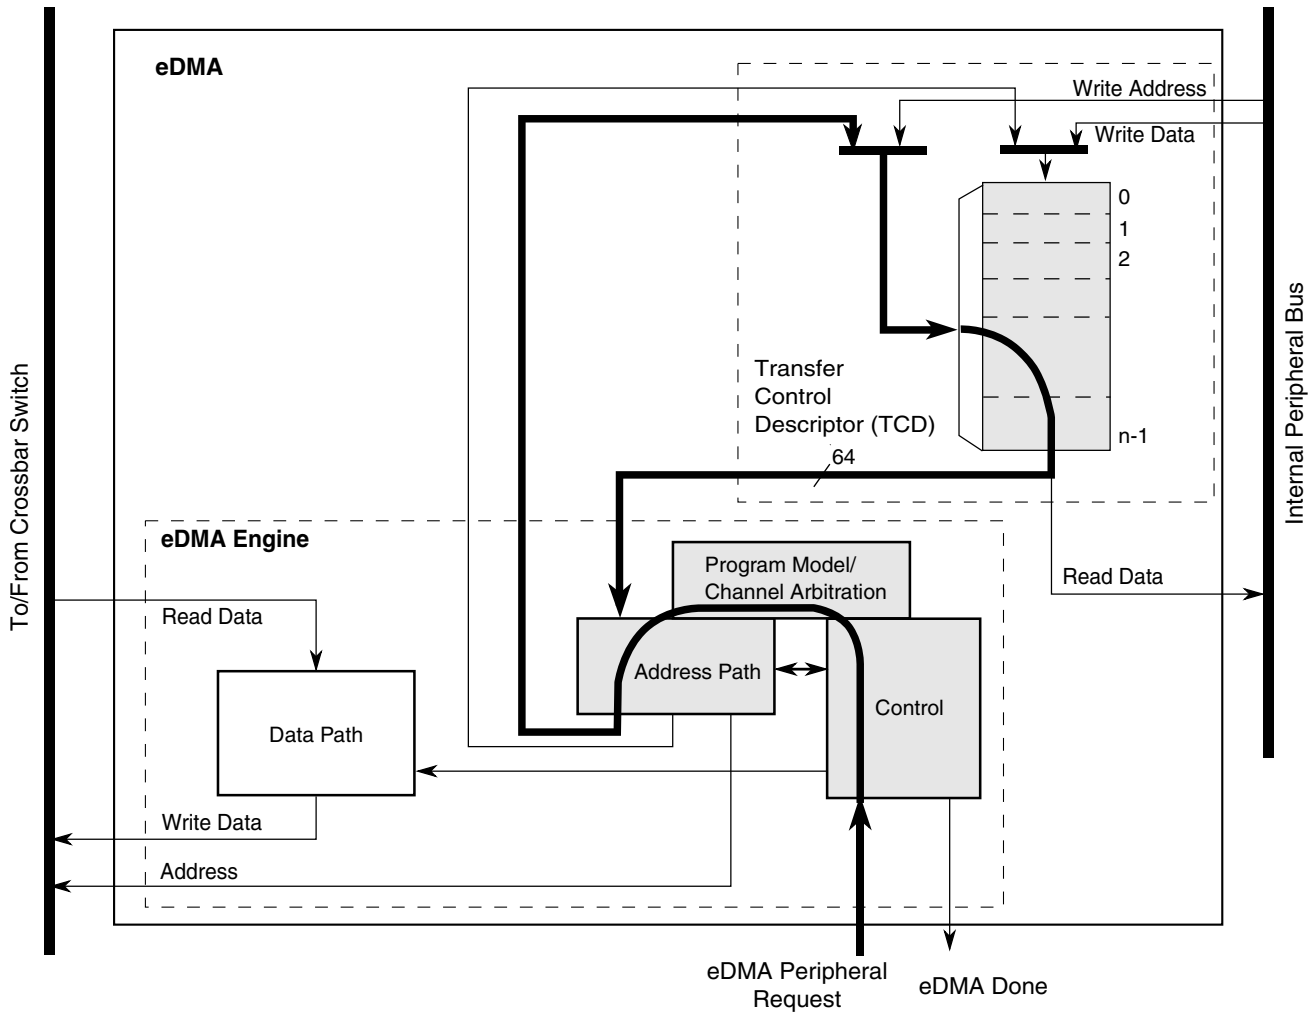 eDMA
Write Address
Write Data
0
1
2
n-1
Transfer
Control
Descriptor (TCD)
64
To/From Crossbar Switch
Internal Peripheral Bus
eDMA Engine
Program Model/
Channel Arbitration
Read Data
Read Data
Address Path
Control
Data Path
Write Data
Address
eDMA Peripheral
Request
eDMA Done